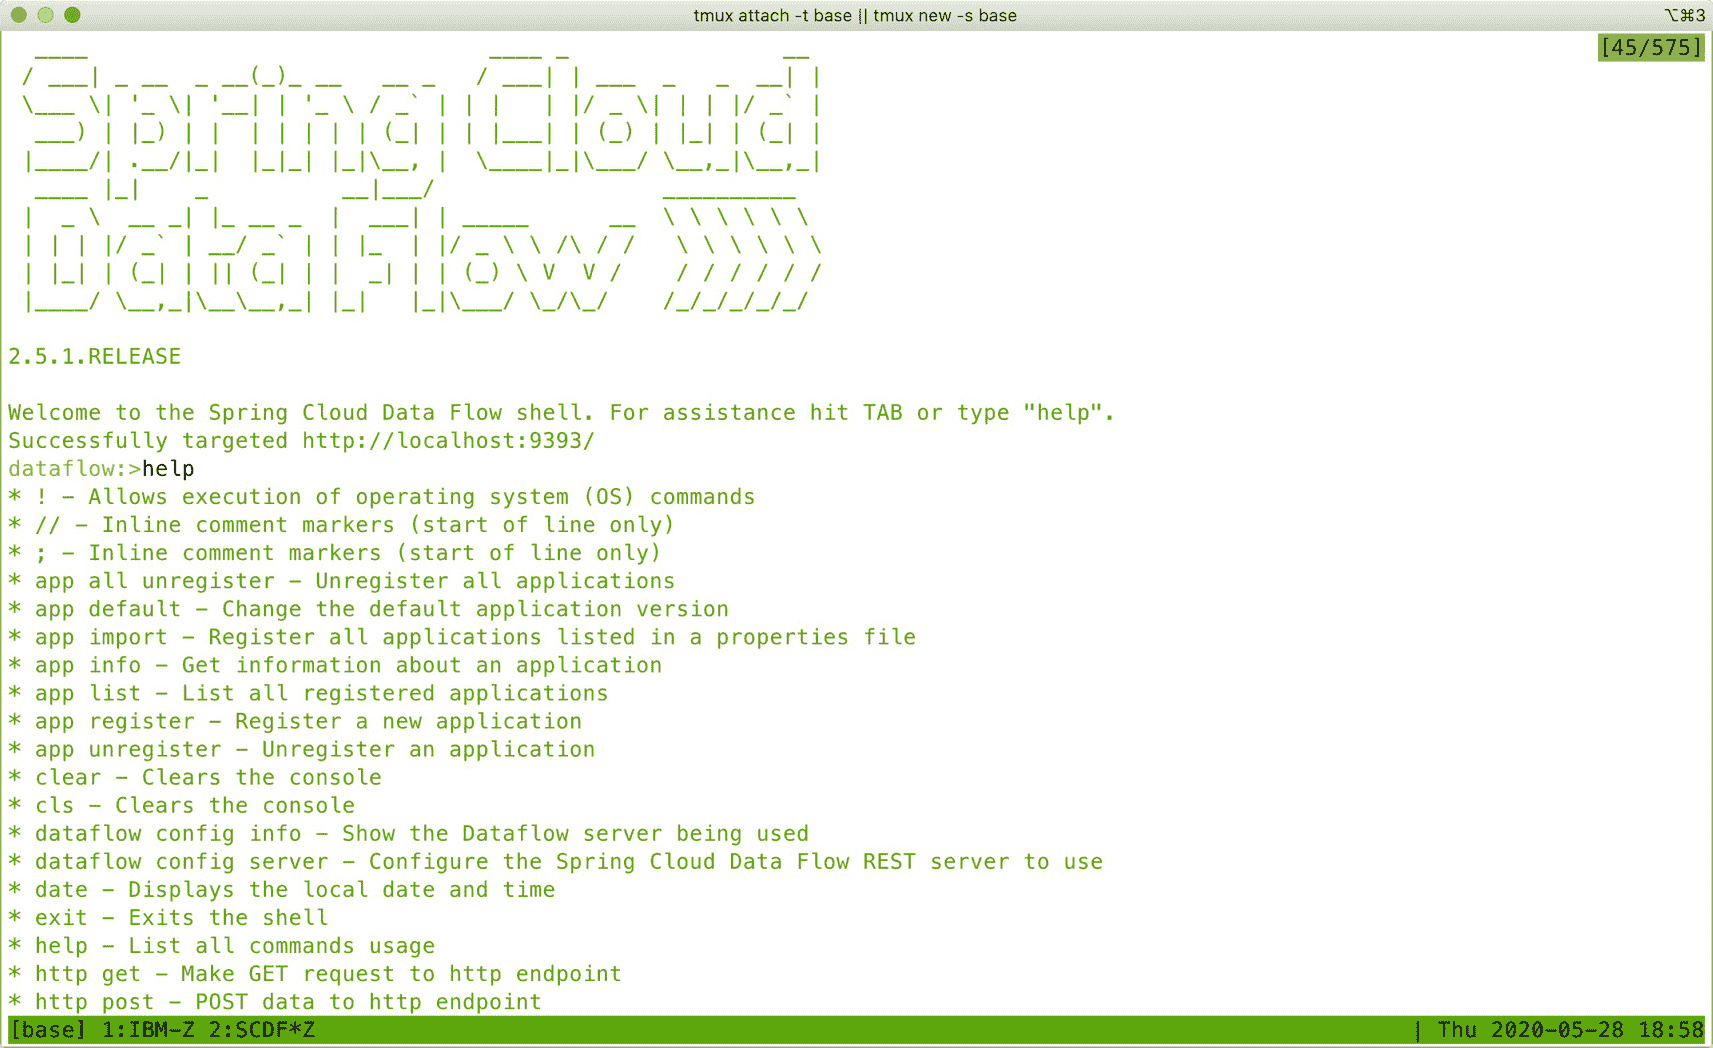 tmux attach -t base || tmux new -s base ⌥⌘3
[45/575]
Spring Cloud
Data Flow
2.5.1.RELEASE
Welcome to the Spring Cloud Data Flow shell. For assistance hit TAB or type "help".
Successfully targeted http://localhost:9393/
dataflow:>help
* ! - Allows execution of operating system (OS) commands
* // - Inline comment markers (start of line only)
* ; - Inline comment markers (start of line only)
* app all unregister - Unregister all applications
* app default - Change the default application version
* app import - Register all applications listed in a properties file
* app info - Get information about an application
* app list - List all registered applications
* app register - Register a new application
* app unregister - Unregister an application
* clear - Clears the console
* cls - Clears the console
* dataflow config info - Show the Dataflow server being used
* dataflow config server - Configure the Spring Cloud Data Flow REST server to use
* date - Displays the local date and time
* exit - Exits the shell
* help - List all commands usage
* http get - Make GET request to http endpoint
* http post - POST data to http endpoint
[base] 1:IBM-Z 2:SCDF*Z | Thu 2020-05-28 18:58